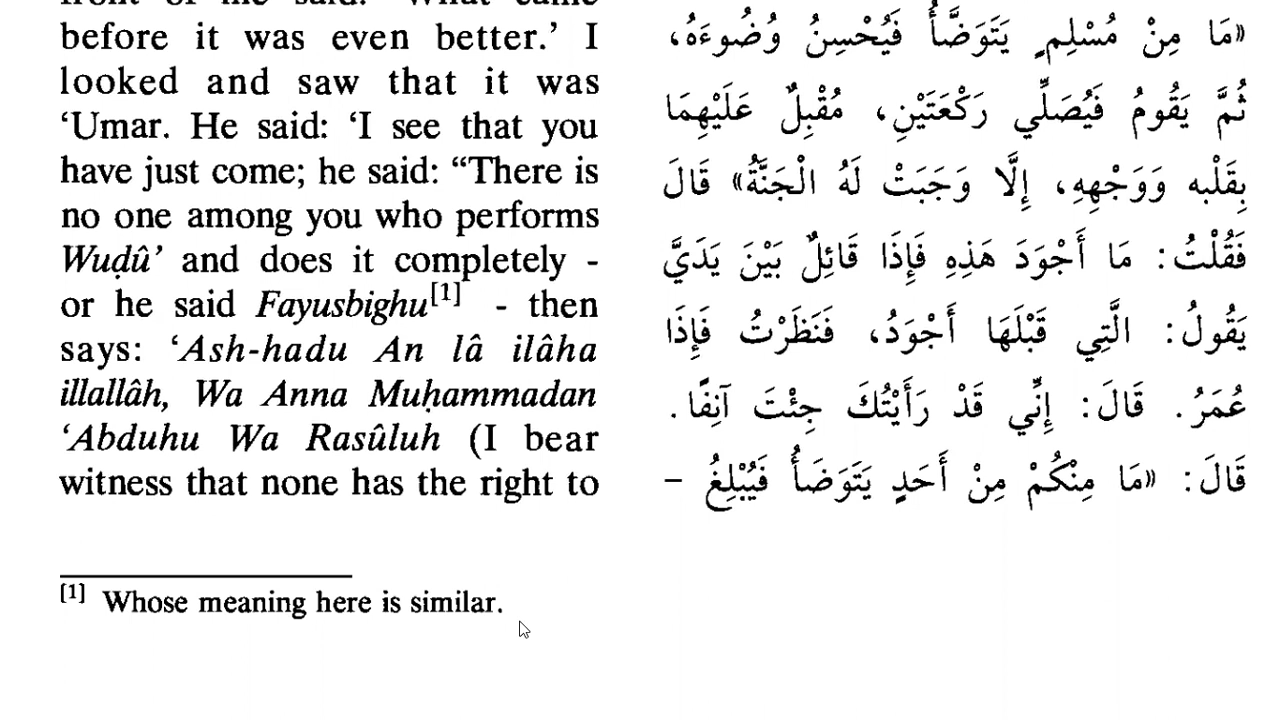 before it was even better.’ I
looked and saw that it was
‘Umar. He said: ‘I see that you
have just come; he said: “There is
no one among you who performs
Wuḍû’ and does it completely -
or he said Fayusbighu[1] - then
says: ‘Ash-hadu An lâ ilâha
illallâh, Wa Anna Muḥammadan
‘Abduhu Wa Rasûluh (I bear
witness that none has the right to
[1] Whose meaning here is similar.
«مَا مِنْ مُسْلِمٍ يَتَوَضَّأُ فَيُحْسِنُ وُضُوءَهُ،
ثُمَّ يَقُومُ فَيُصَلِّي رَكْعَتَيْنِ، مُقْبِلٌ عَلَيْهِمَا
بِقَلْبه وَوَجْهِهِ، إِلَّا وَجَبَتْ لَهُ الْجَنَّةُ» قَالَ
فَقُلْتُ: مَا أَجْوَدَ هَذِهِ فَإِذَا قَائِلٌ بَيْنَ يَدَيَّ
يَقُولُ: الَّتِي قَبْلَهَا أَجْوَدُ، فَنَظَرْتُ فَإِذَا
عُمَرُ. قَالَ: إِنِّي قَدْ رَأَيْتُكَ جِئْتَ آنِفًا.
قَالَ: «مَا مِنْكُمْ مِنْ أَحَدٍ يَتَوَضَأُ فَيُبْلِغُ –